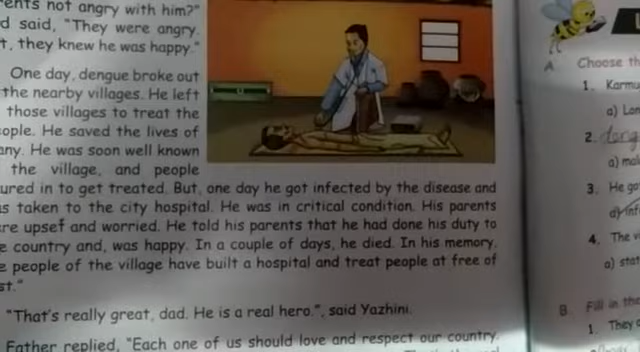 ents not angry with him?"
d said, "They were angry.
t, they knew he was happy."
One day, dengue broke out
the nearby villages. He left
those villages to treat the
eople. He saved the lives of
any. He was soon well known
the village, and people
ured in to get treated. But, one day he got infected by the disease and
s taken to the city hospital. He was in critical condition. His parents
re upset and worried. He told his parents that he had done his duty to
e country and, was happy. In a couple of days, he died. In his memory,
e people of the village have built a hospital and treat people at free of
st."
"That's really great, dad. He is a real hero.", said Yazhini.
Father replied, "Each one of us should love and respect our country.
A. Choose th
1. Karmu
a) Lon
2.
a) mal
3. He go
a) inf
4. The v
a) stat
B. Fill in the
1. They